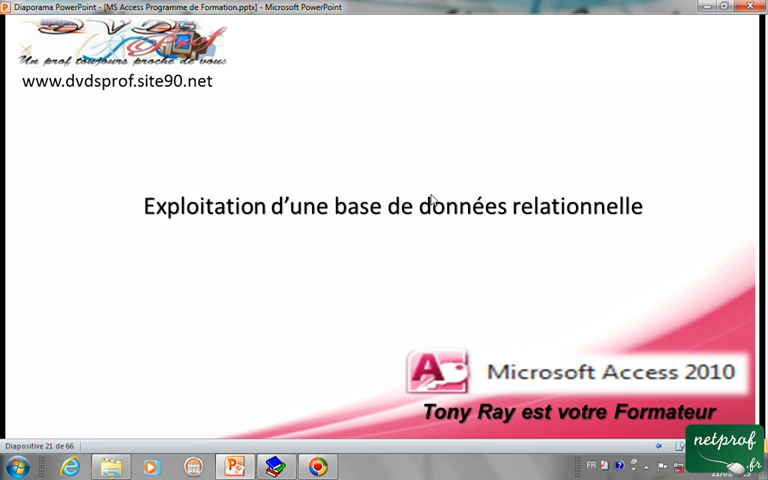 Diaporama PowerPoint - [MS Access Programme de Formation.pptx] - Microsoft PowerPoint
Un prof toujours proche de vous
www.dvdsprof.site90.net
Exploitation d'une base de données relationnelle
Microsoft Access 2010
Tony Ray est votre Formateur
Diapositive 21 de 66
netprof
.fr
FR